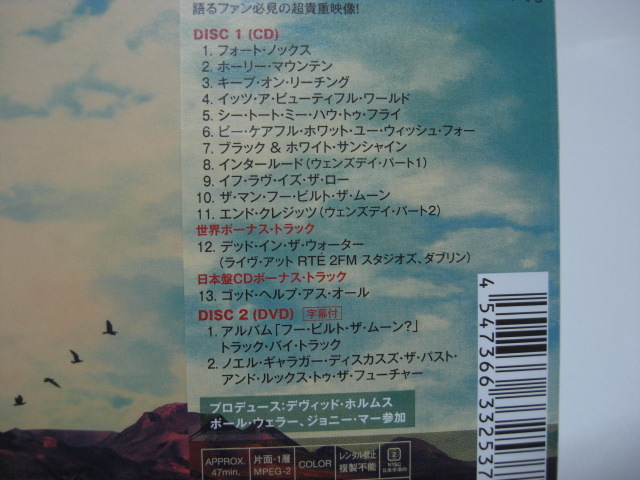 語るファン必見の超貴重映像!
DISC 1 (CD)
1. フォート・ノックス
2. ホーリー・マウンテン
3. キープ・オン・リーチング
4. イッツ・ア・ビューティフル・ワールド
5. シー・トート・ミー・ハウ・トゥ・フライ
6. ビー・ケアフル・ホワット・ユー・ウィッシュ・フォー
7. ブラック & ホワイト・サンシャイン
8. インタールード(ウェンズデイ・パート1)
9. イフ・ラヴ・イズ・ザ・ロー
10. ザ・マン・フー・ビルト・ザ・ムーン
11. エンド・クレジッツ(ウェンズデイ・パート2)
世界ボーナス・トラック
12. デッド・イン・ザ・ウォーター
(ライヴ・アット RTÉ 2FM スタジオズ、ダブリン)
日本盤CDボーナス・トラック
13. ゴッド・ヘルプ・アス・オール
DISC 2 (DVD) 字幕付
1. アルバム「フー・ビルト・ザ・ムーン?」
トラック・バイ・トラック
2. ノエル・ギャラガー・ディスカスズ・ザ・パスト・
アンド・ルックス・トゥ・ザ・フューチャー
プロデュース:デヴィッド・ホルムス
ポール・ウェラー、ジョニー・マー参加
APPROX. 47min.
片面・1層 MPEG-2
COLOR
レンタル禁止 複製不能
2 NTSC 日本市場向
4 547366 332537